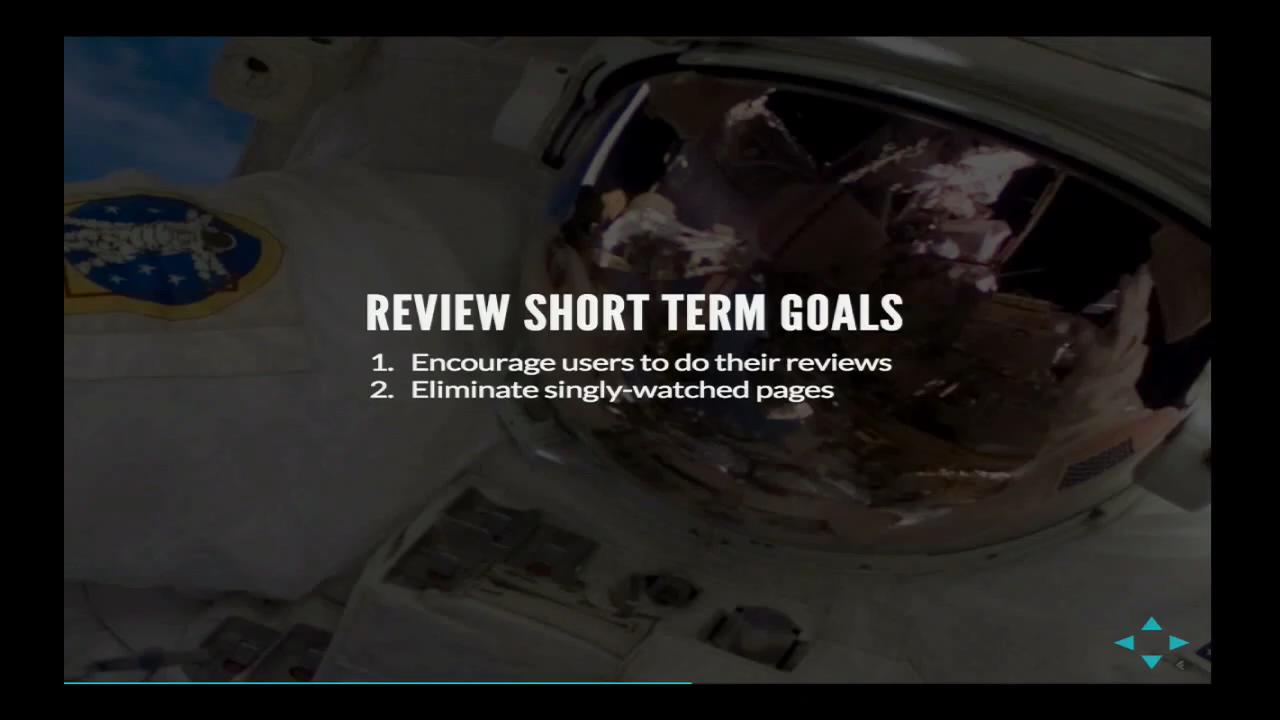 REVIEW SHORT TERM GOALS
1. Encourage users to do their reviews
2. Eliminate singly-watched pages